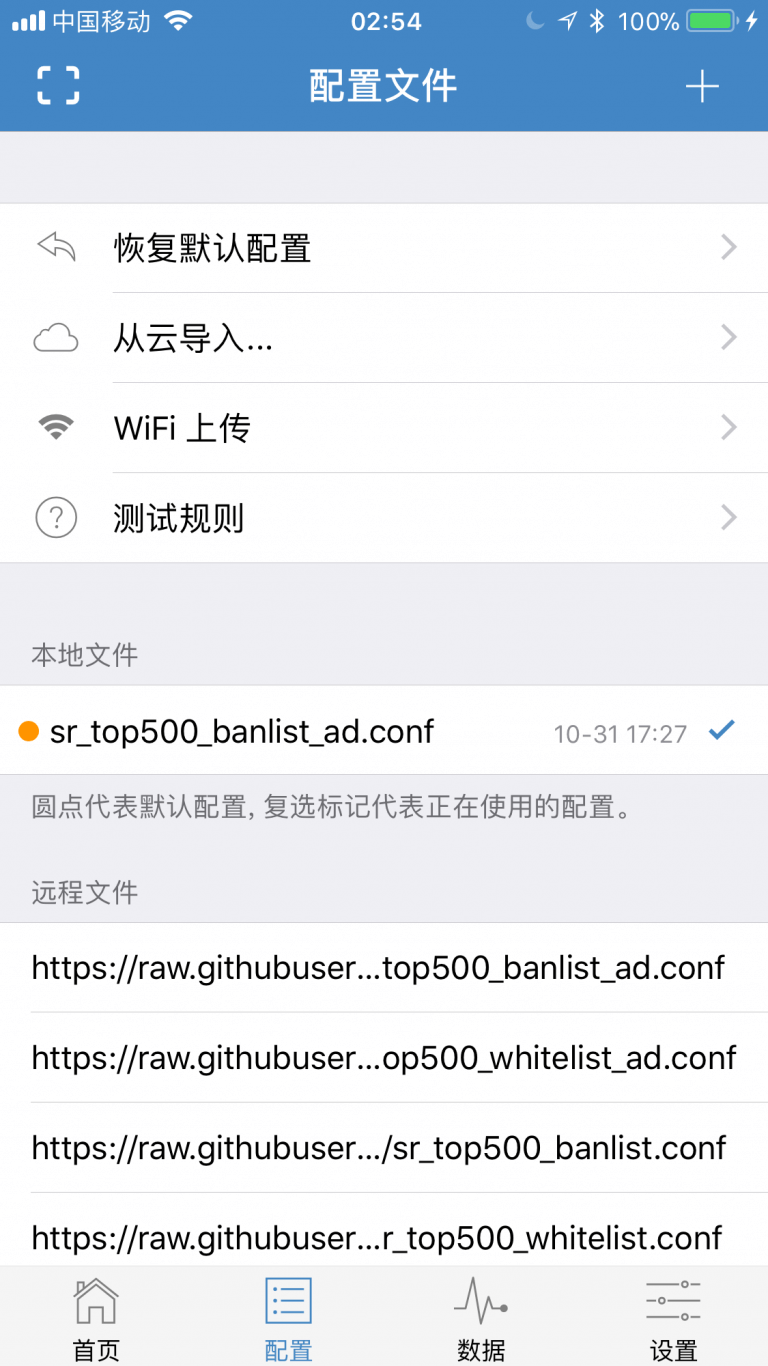 中国移动 02:54 100%
配置文件
恢复默认配置
从云导入...
WiFi 上传
?
测试规则
本地文件
sr_top500_banlist_ad.conf 10-31 17:27
圆点代表默认配置, 复选标记代表正在使用的配置。
远程文件
https://raw.githubuser...top500_banlist_ad.conf
https://raw.githubuser...op500_whitelist_ad.conf
https://raw.githubuser.../sr_top500_banlist.conf
https://raw.githubuser...r_top500_whitelist.conf
首页 配置 数据 设置